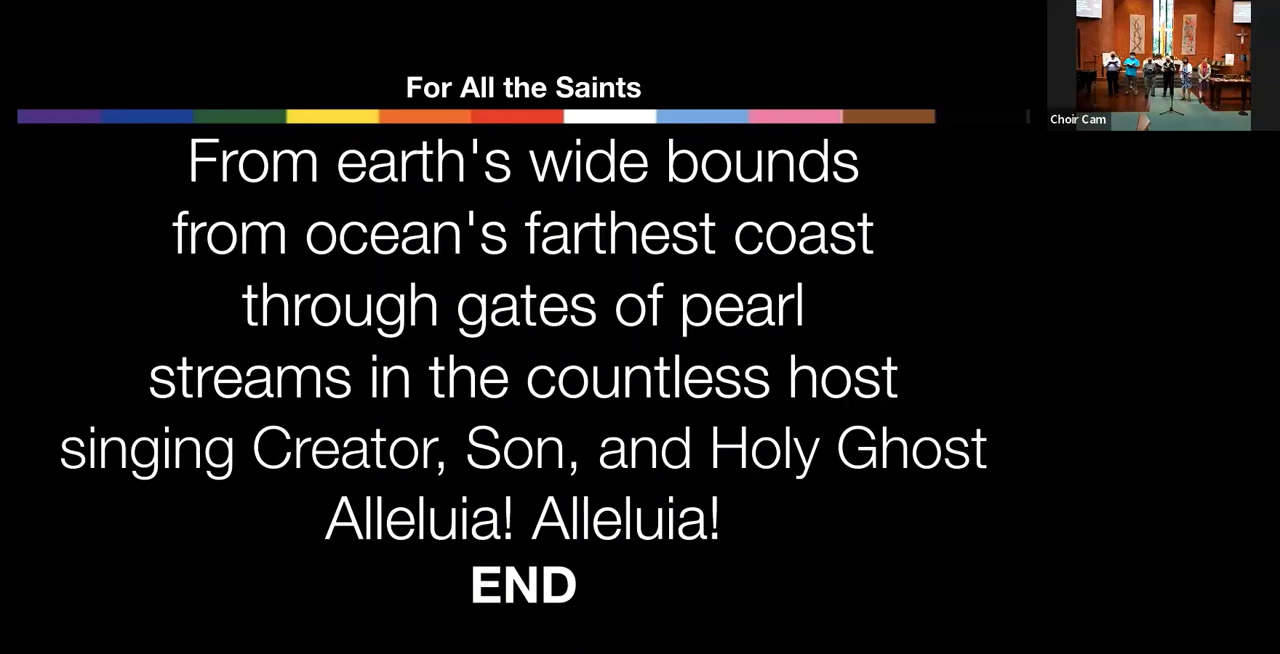 For All the Saints
From earth's wide bounds
from ocean's farthest coast
through gates of pearl
streams in the countless host
singing Creator, Son, and Holy Ghost
Alleluia! Alleluia!
END
Choir Cam